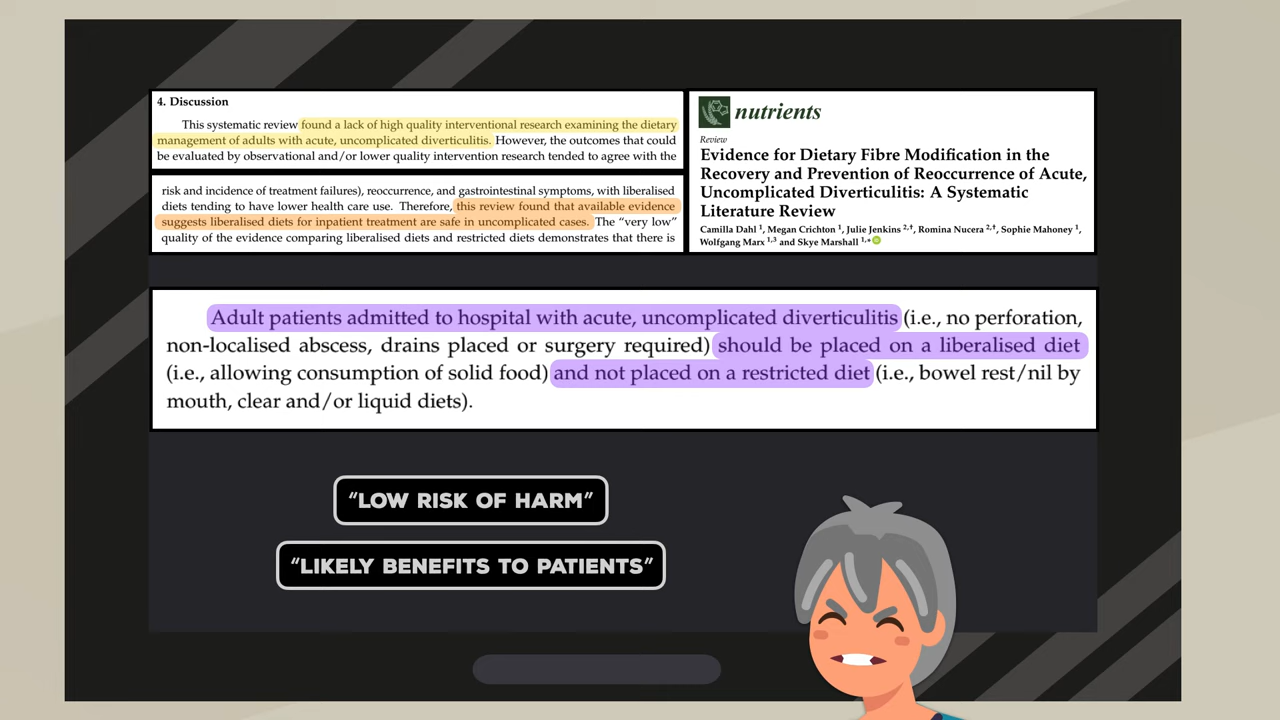 4. Discussion
This systematic review found a lack of high quality interventional research examining the dietary
management of adults with acute, uncomplicated diverticulitis. However, the outcomes that could
be evaluated by observational and/or lower quality intervention research tended to agree with the
risk and incidence of treatment failures), reoccurrence, and gastrointestinal symptoms, with liberalised
diets tending to have lower health care use. Therefore, this review found that available evidence
suggests liberalised diets for inpatient treatment are safe in uncomplicated cases. The “very low”
quality of the evidence comparing liberalised diets and restricted diets demonstrates that there is
nutrients
Review
Evidence for Dietary Fibre Modification in the
Recovery and Prevention of Reoccurrence of Acute,
Uncomplicated Diverticulitis: A Systematic
Literature Review
Camilla Dahl 1, Megan Crichton 1, Julie Jenkins 2,†, Romina Nucera 2,†, Sophie Mahoney 1,
Wolfgang Marx 1,3 and Skye Marshall 1,*
Adult patients admitted to hospital with acute, uncomplicated diverticulitis (i.e., no perforation,
non-localised abscess, drains placed or surgery required) should be placed on a liberalised diet
(i.e., allowing consumption of solid food) and not placed on a restricted diet (i.e., bowel rest/nil by
mouth, clear and/or liquid diets).
“LOW RISK OF HARM”
“LIKELY BENEFITS TO PATIENTS”